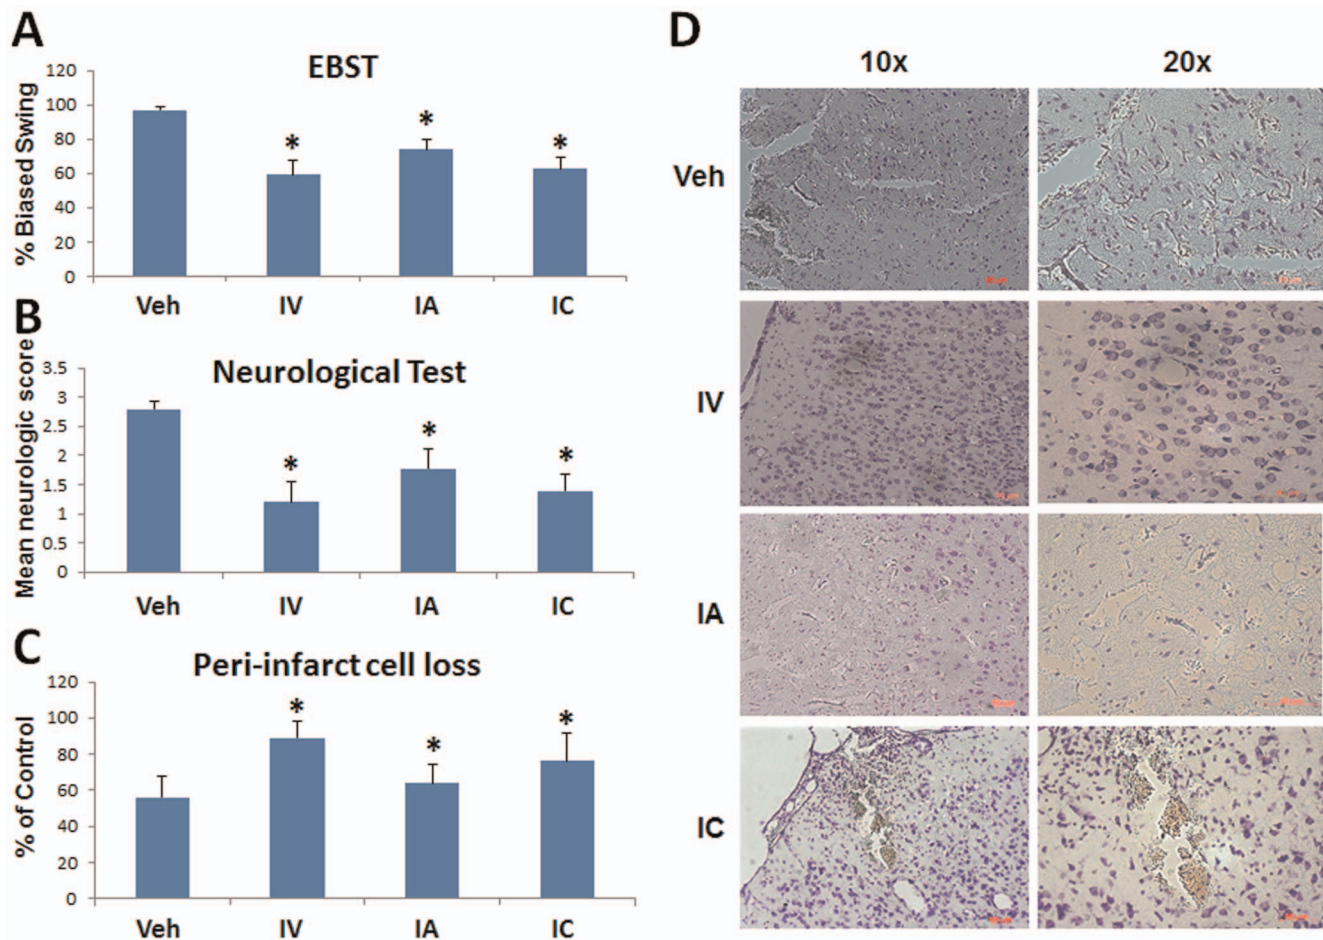 A
EBST
% Biased Swing
120
100
80
60
40
20
0
*
*
*
Veh IV IA IC
B
Neurological Test
Mean neurologic score
3.5
3
2.5
2
1.5
1
0.5
0
*
*
*
Veh IV IA IC
C
Peri-infarct cell loss
% of Control
120
100
80
60
40
20
0
*
*
*
Veh IV IA IC
D
10x 20x
Veh
IV
IA
IC